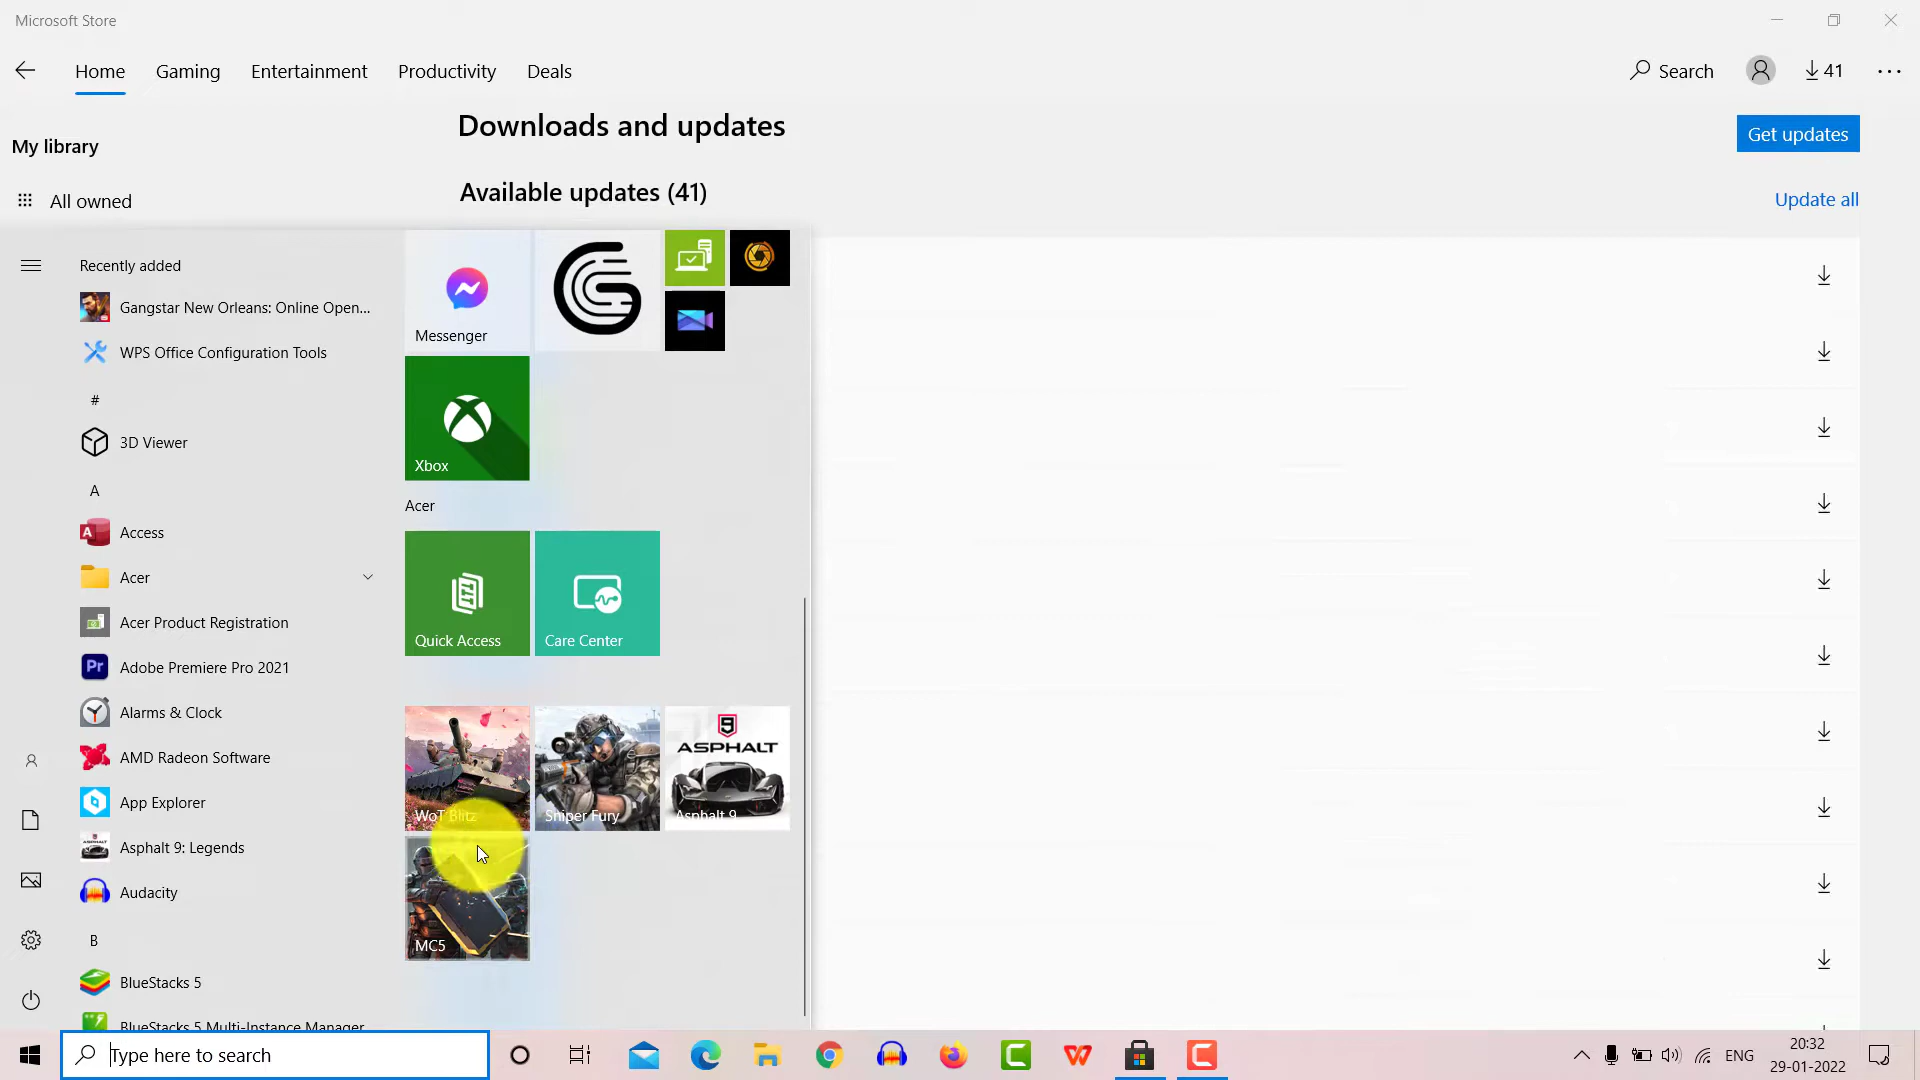 Microsoft Store
Home Gaming Entertainment Productivity Deals
Search
41
My library
Downloads and updates
Get updates
All owned
Available updates (41)
Update all
Recently added
Gangstar New Orleans: Online Open...
WPS Office Configuration Tools
#
3D Viewer
A
Access
Acer
Acer Product Registration
Adobe Premiere Pro 2021
Alarms & Clock
AMD Radeon Software
App Explorer
Asphalt 9: Legends
Audacity
B
BlueStacks 5
BlueStacks 5 Multi-Instance Manager
Messenger
Xbox
Acer
Quick Access
Care Center
WoT Blitz
Sniper Fury
9
ASPHALT
Asphalt 9
MC5
Type here to search
ENG
20:32
29-01-2022